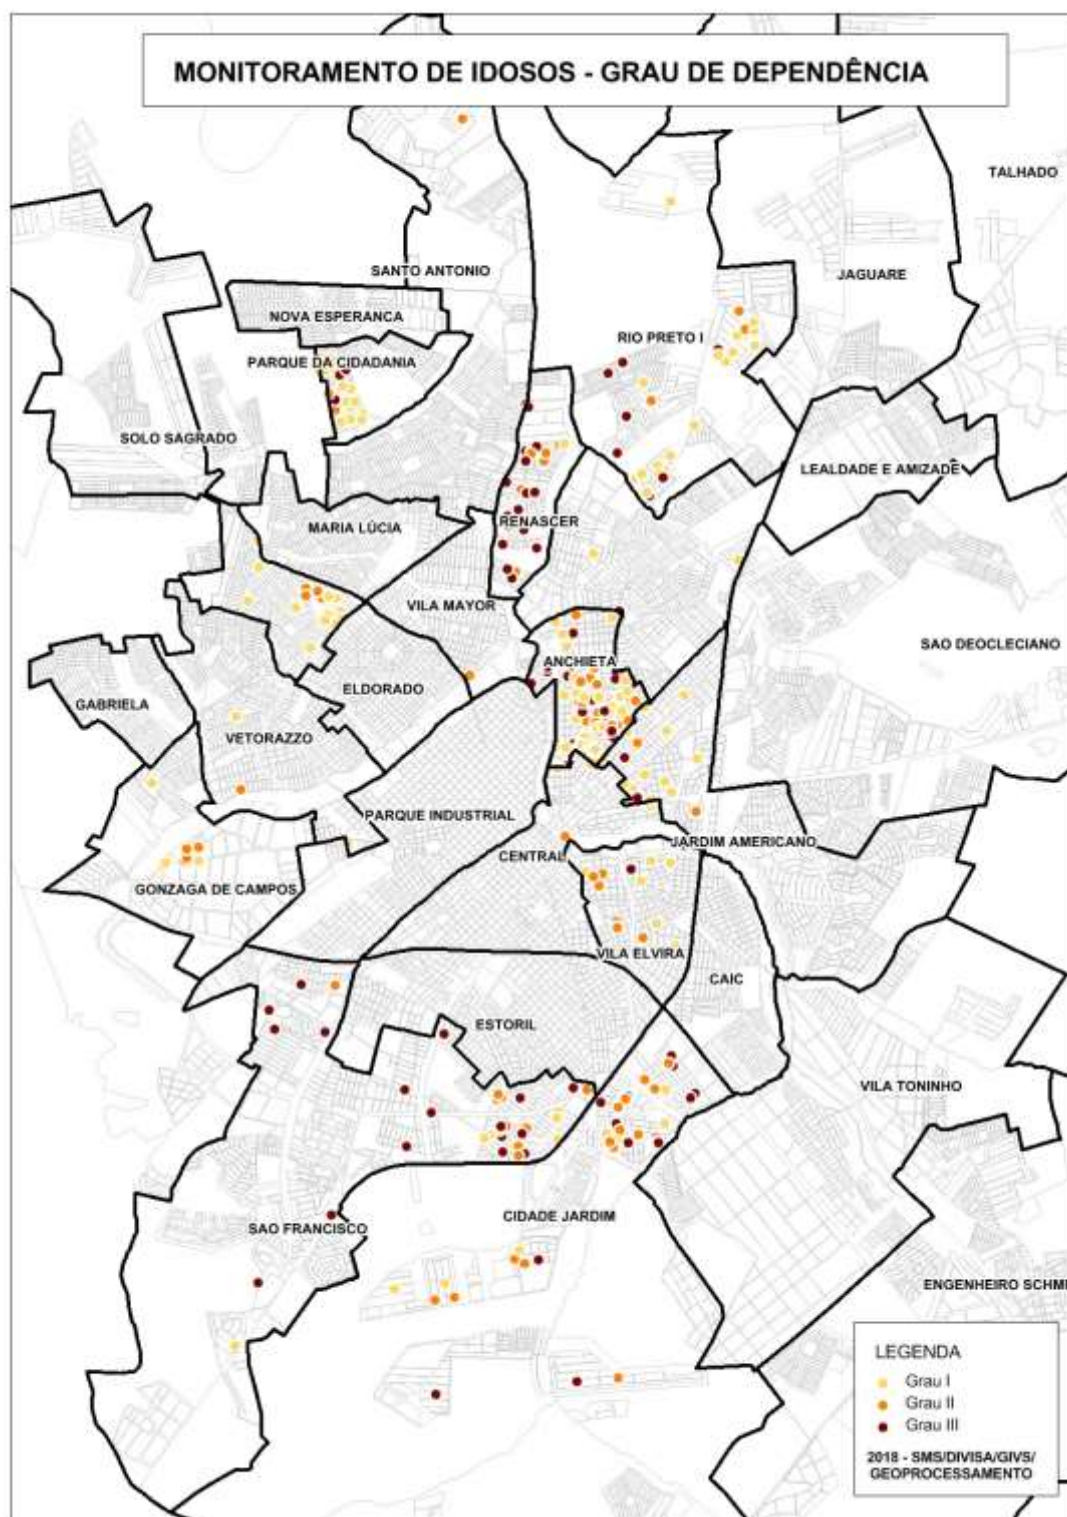 MONITORAMENTO DE IDOSOS - GRAU DE DEPENDÊNCIA
TALHADO
SANTO ANTONIO
JAGUARE
NOVA ESPERANCA
RIO PRETO I
PARQUE DA CIDADANIA
SOLO SAGRADO
LEALDADE E AMIZADE
RENASCER
MARIA LÚCIA
VILA MAYOR
SAO DEOCLECIANO
ANCHIETA
ELDORADO
GABRIELA
VETORAZZO
PARQUE INDUSTRIAL
JARDIM AMERICANO
CENTRAL
GONZAGA DE CAMPOS
VILA ELVIRA
CAIC
ESTORIL
VILA TONINHO
CIDADE JARDIM
SAO FRANCISCO
ENGENHEIRO SCHMI
LEGENDA
Grau I
Grau II
Grau III
2018 - SMS/DIVISA/GIVS/
GEOPROCESSAMENTO